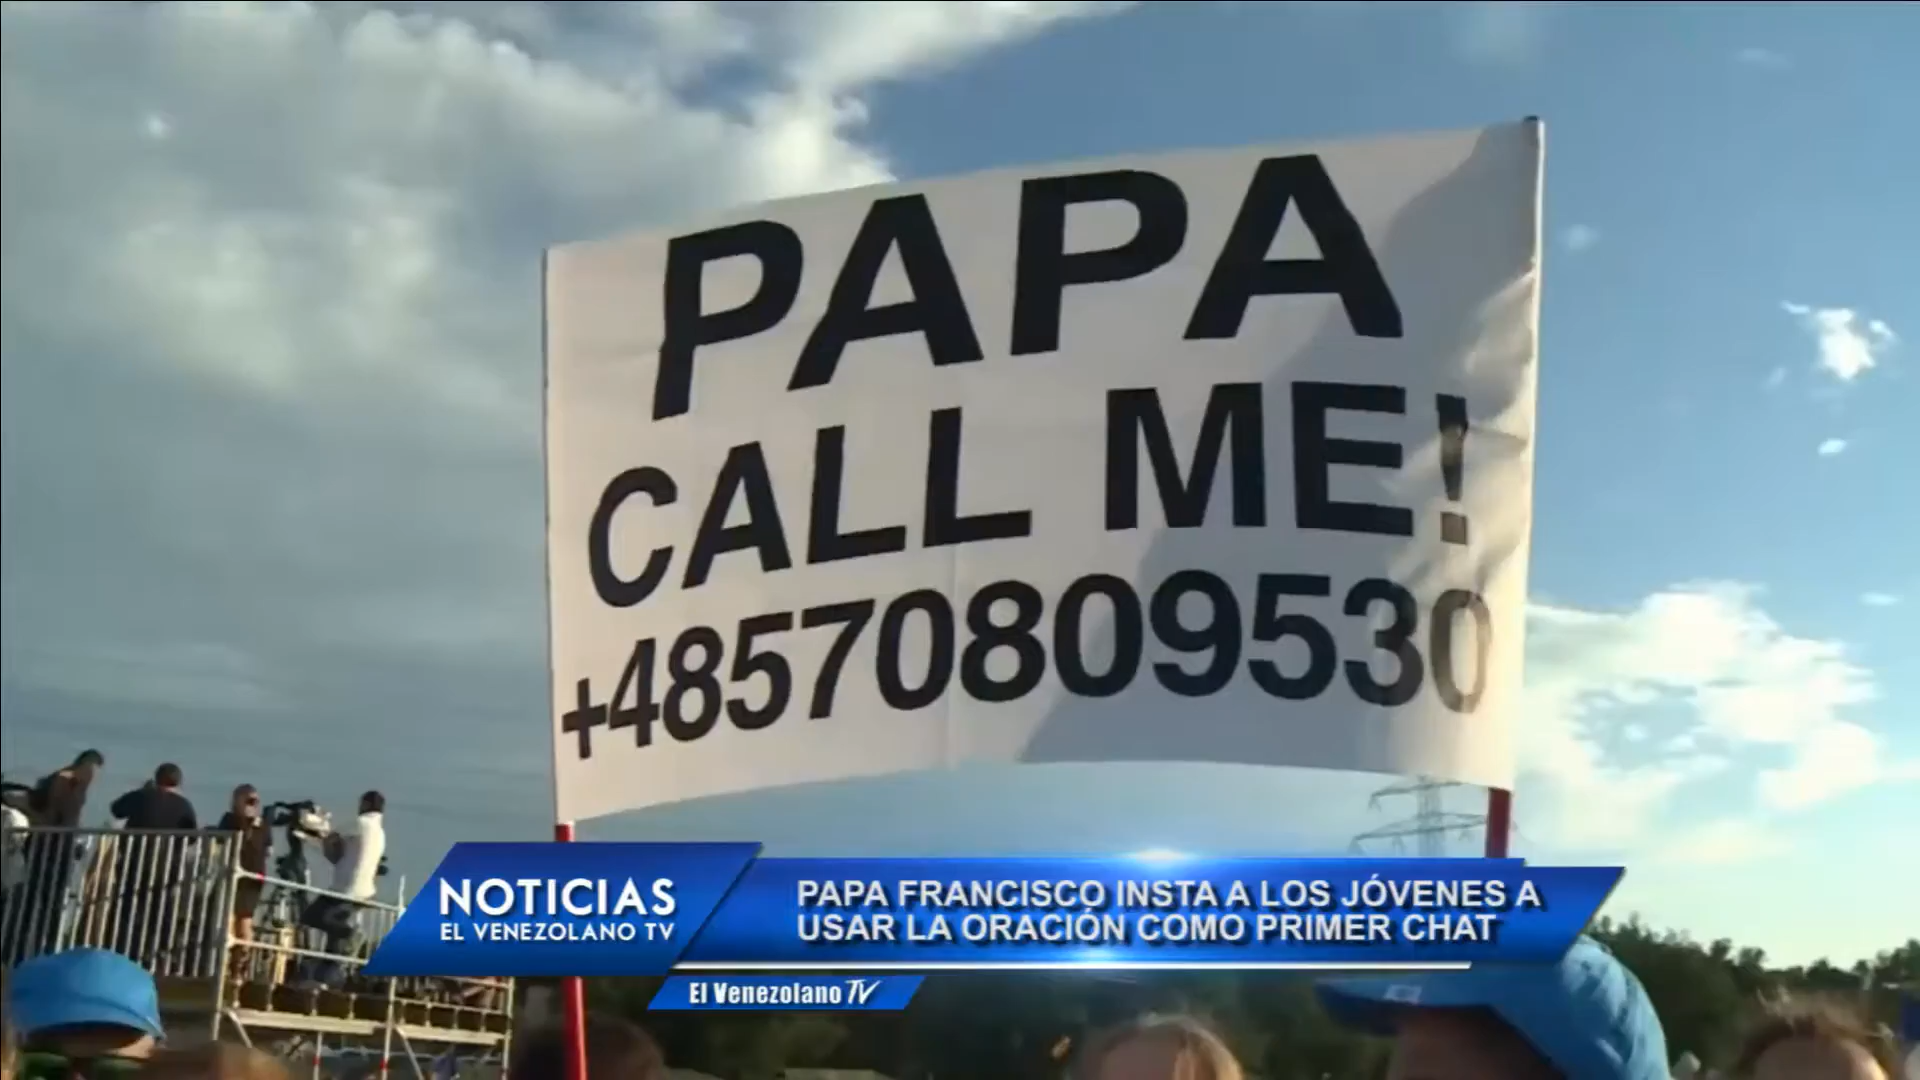 PAPA
CALL ME!
+48570809530
NOTICIAS
EL VENEZOLANO TV
PAPA FRANCISCO INSTA A LOS JÓVENES A
USAR LA ORACIÓN COMO PRIMER CHAT
El Venezolano TV